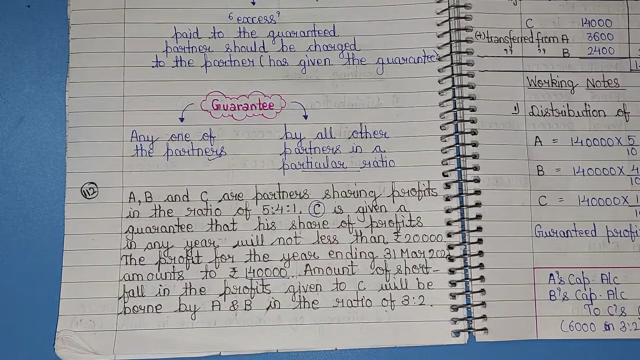 "excess"
paid to the guaranteed
partner should be charged
to the partner (has given the guarantee)
Guarantee
Any one of
the partners
by all other
partners in a
particular ratio
112
A, B and C are partners sharing profits
in the ratio of 5:4:1. C is given a
guarantee that his share of profits
in any year will not less than ₹20000.
The profit for the year ending 31 Mar 202
amounts to ₹ 140000. Amount of short-
fall in the profits given to C will be
borne by A & B in the ratio of 3:2.
C 14000
(+) transferred from A 3600
" " B 2400
Working Notes
1) Distribution of
A = 140000 X 5/10
B = 140000 X 4/10
C = 140000 X 1/10
Guranteed profit
A's Cap. A/c
B's Cap. A/c
To C's
(6000 in 3:2